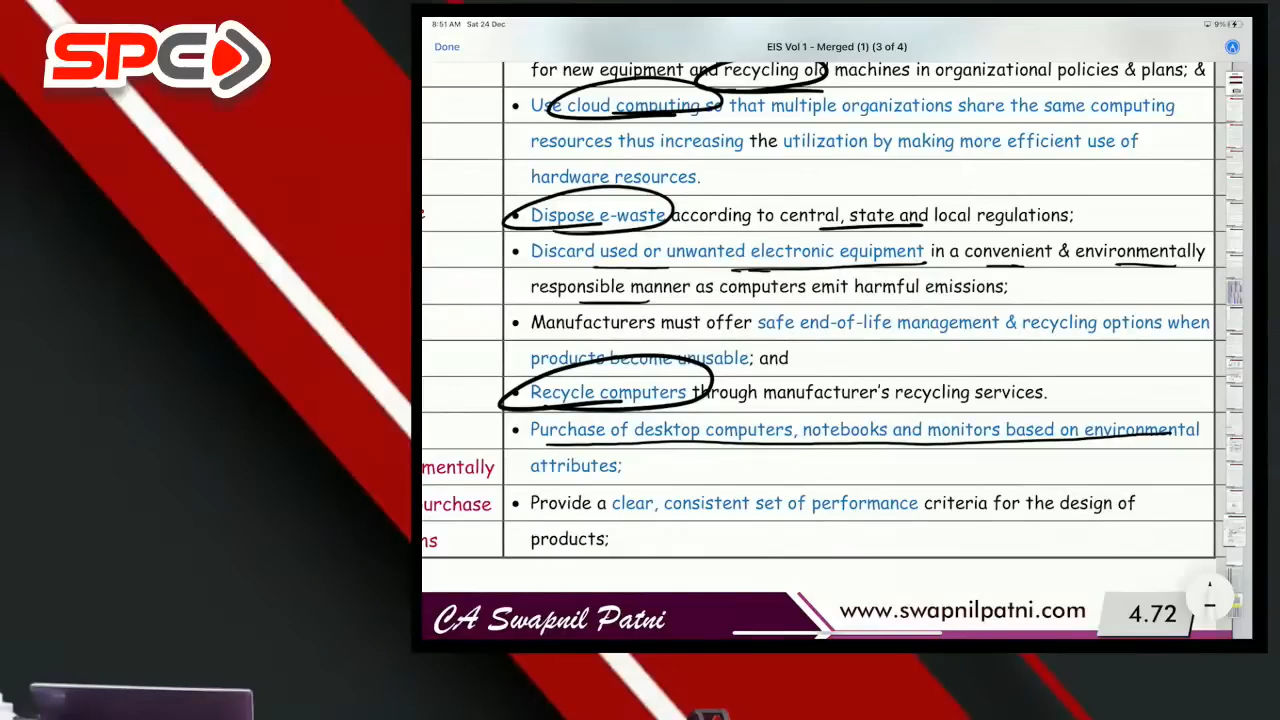 SPC
8:51 AM Sat 24 Dec
9%
Done
EIS Vol 1 - Merged (1) (3 of 4)
for new equipment and recycling old machines in organizational policies & plans; &
• Use cloud computing so that multiple organizations share the same computing
resources thus increasing the utilization by making more efficient use of
hardware resources.
• Dispose e-waste according to central, state and local regulations;
• Discard used or unwanted electronic equipment in a convenient & environmentally
responsible manner as computers emit harmful emissions;
• Manufacturers must offer safe end-of-life management & recycling options when
products become unusable; and
• Recycle computers through manufacturer's recycling services.
• Purchase of desktop computers, notebooks and monitors based on environmental
mentally
attributes;
urchase
• Provide a clear, consistent set of performance criteria for the design of
ns
products;
CA Swapnil Patni
www.swapnilpatni.com
4.72